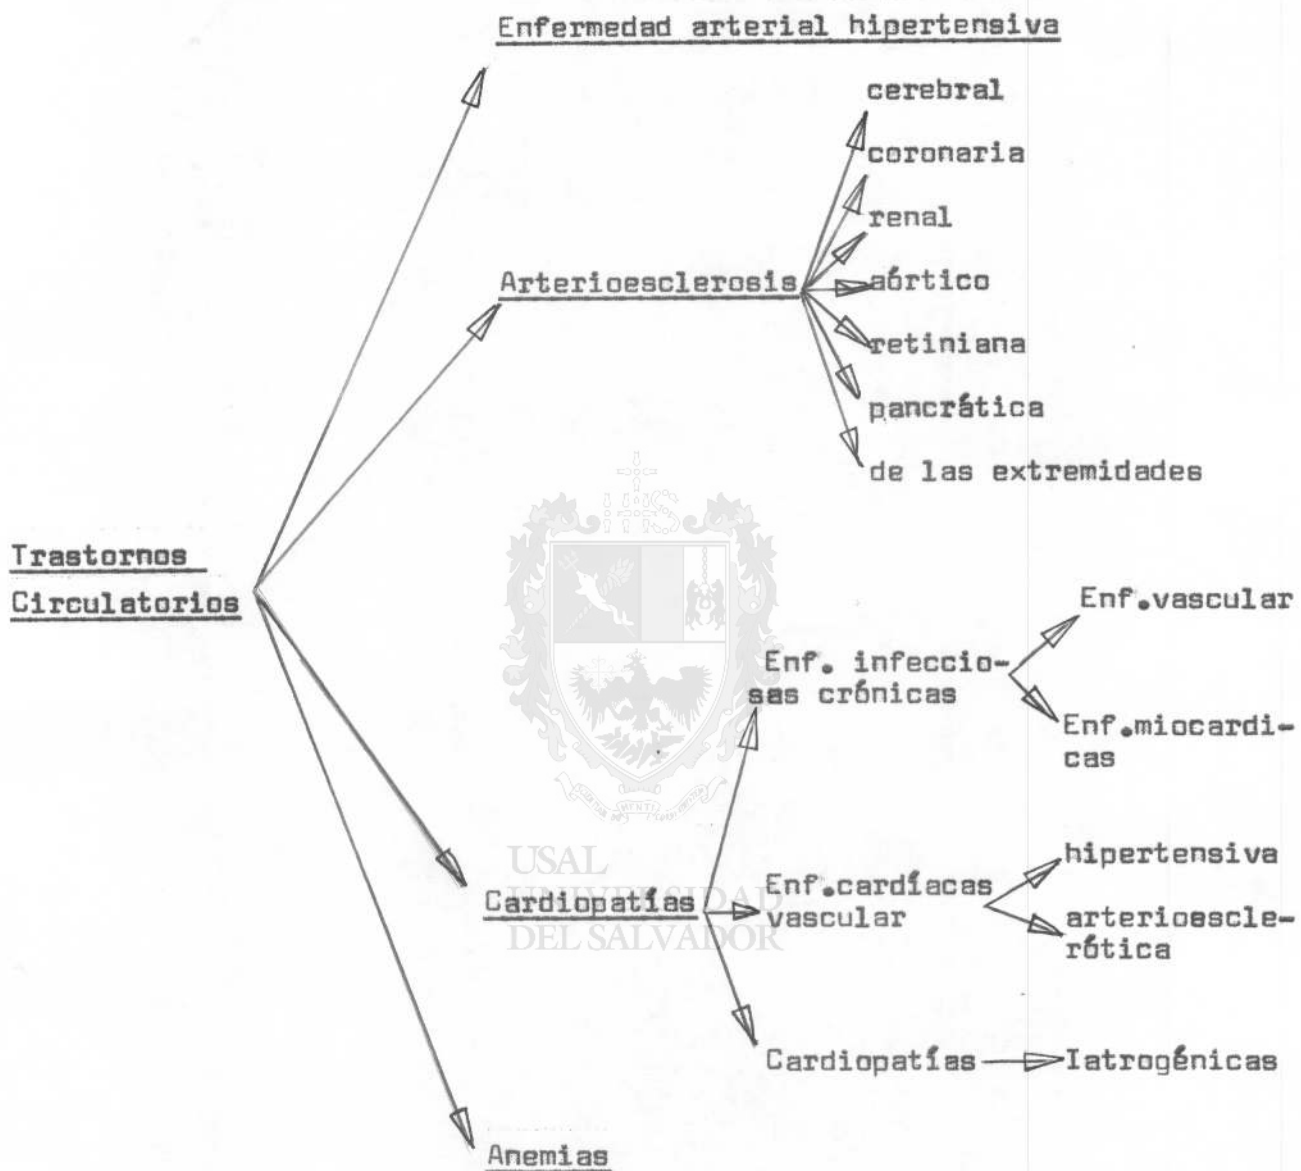 Enfermedad arterial hipertensiva
cerebral
coronaria
renal
Arterioesclerosis
aórtico
retiniana
pancrática
de las extremidades
Trastornos
Circulatorios
Enf.vascular
Enf. infeccio-
sas crónicas
Enf.miocardi-
cas
hipertensiva
Cardiopatías
Enf.cardíacas
vascular
arterioescle-
rótica
Cardiopatías
Iatrogénicas
Anemias
USAL
UNIVERSIDAD
DEL SALVADOR